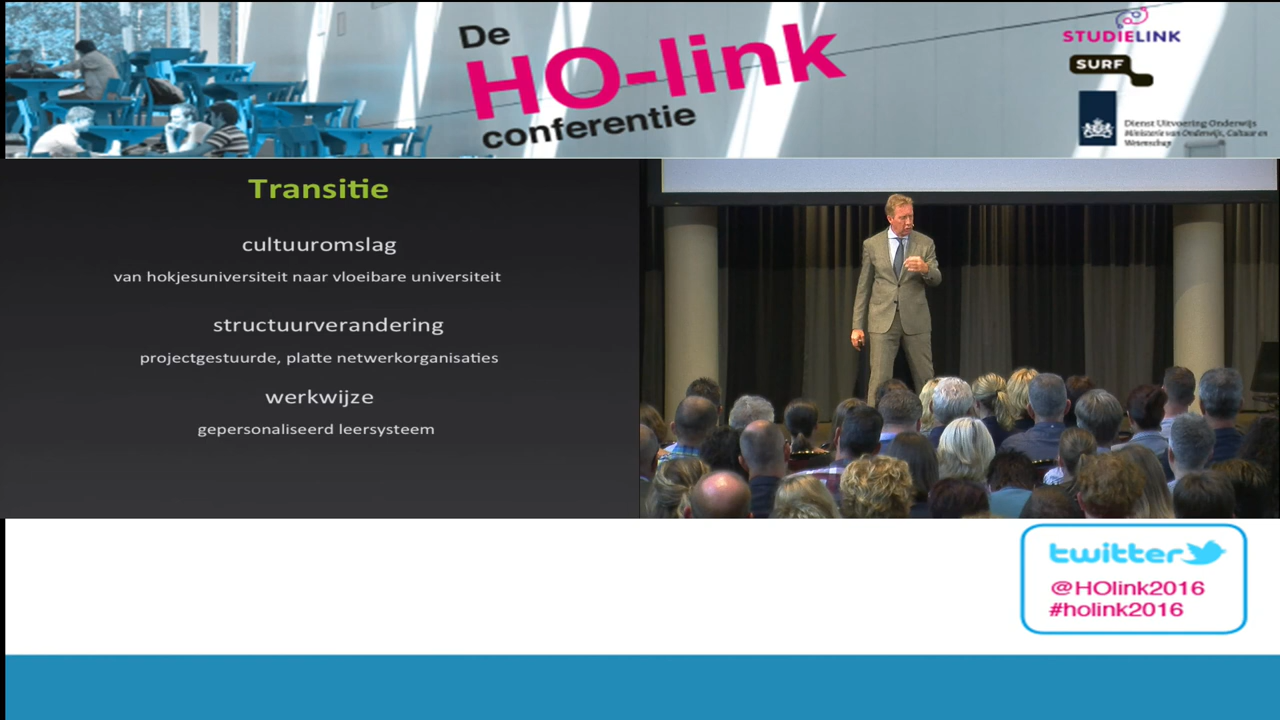 De
HO-link
conferentie
STUDIELINK
SURF
Dienst Uitvoering Onderwijs
Ministerie van Onderwijs, Cultuur en
Wetenschap
Transitie
cultuuromslag
van hokjesuniversiteit naar vloeibare universiteit
structuurverandering
projectgestuurde, platte netwerkorganisaties
werkwijze
gepersonaliseerd leersysteem
twitter
@HOlink2016
#holink2016